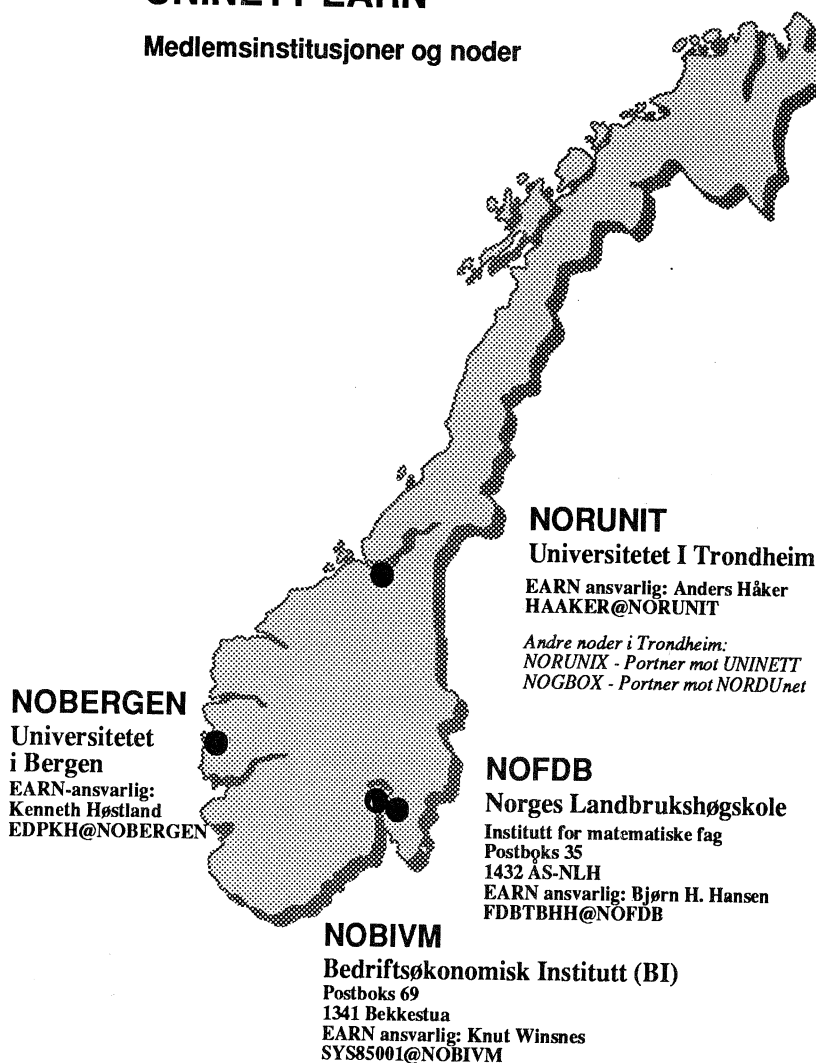 UNINETT EARN
Medlemsinstitusjoner og noder
NORUNIT
Universitetet I Trondheim
EARN ansvarlig: Anders Håker
HAAKER@NORUNIT
Andre noder i Trondheim:
NORUNIX - Portner mot UNINETT
NOGBOX - Portner mot NORDUnet
NOBERGEN
Universitetet
i Bergen
EARN-ansvarlig:
Kenneth Høstland
EDPKH@NOBERGEN
NOFDB
Norges Landbrukshøgskole
Institutt for matematiske fag
Postboks 35
1432 ÅS-NLH
EARN ansvarlig: Bjørn H. Hansen
FDBTBHH@NOFDB
NOBIVM
Bedriftsøkonomisk Institutt (BI)
Postboks 69
1341 Bekkestua
EARN ansvarlig: Knut Winsnes
SYS85001@NOBIVM